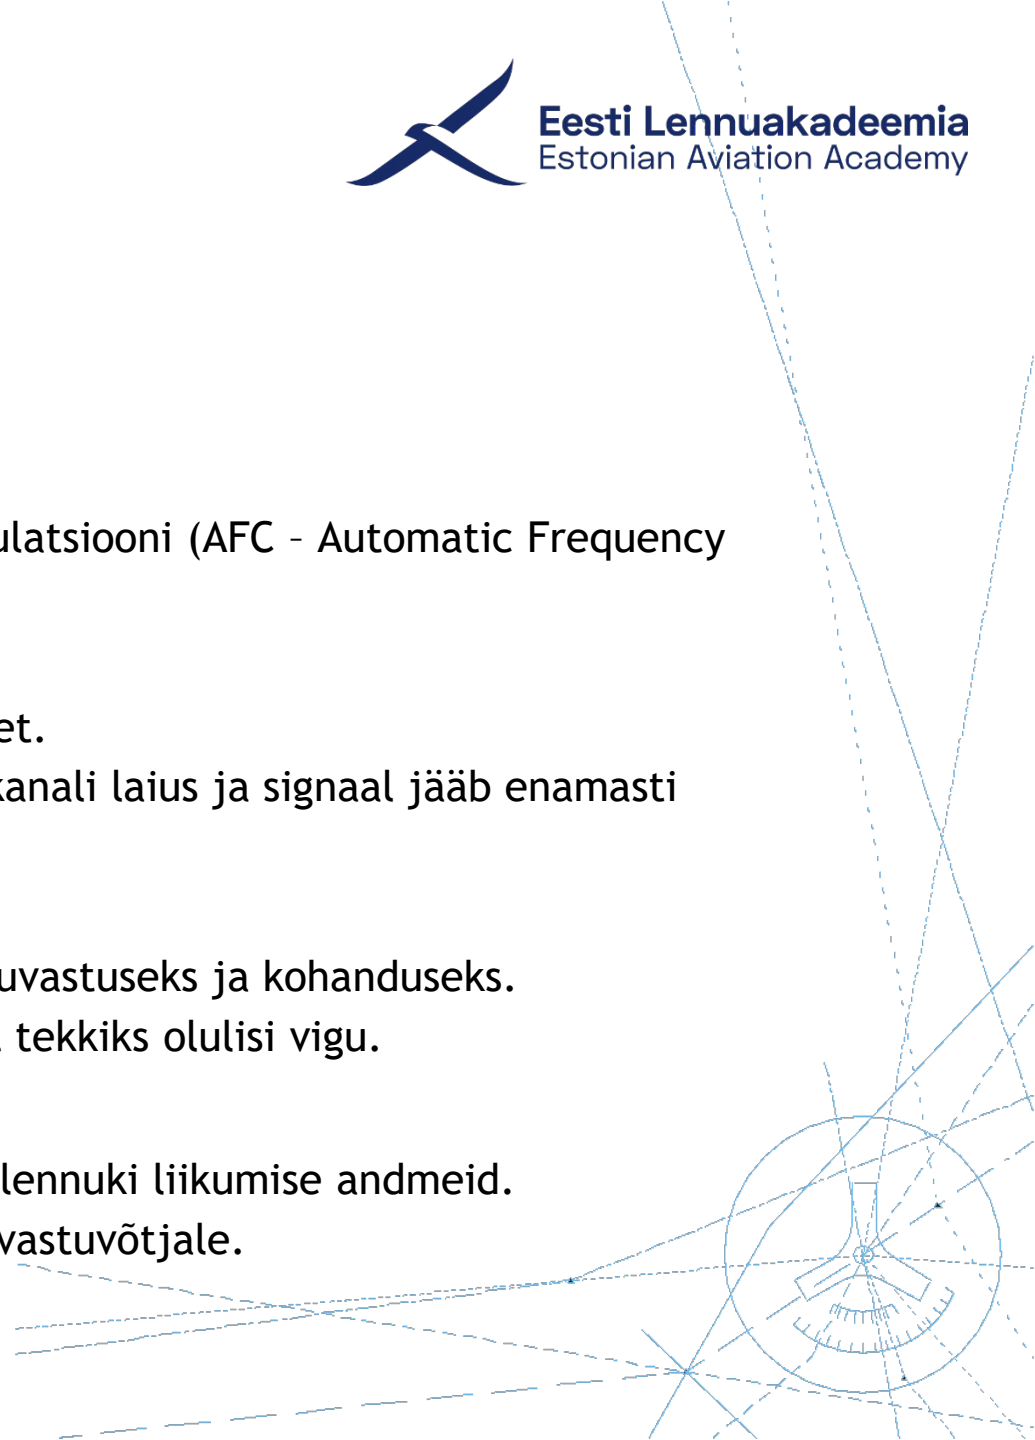 Eesti Lennuakadeemia
Estonian Aviation Academy
ulatsiooni (AFC – Automatic Frequency
et.
kanali laius ja signaal jääb enamasti
uvastuseks ja kohanduseks.
tekkiks olulisi vigu.
lennuki liikumise andmeid.
vastuvõtjale.